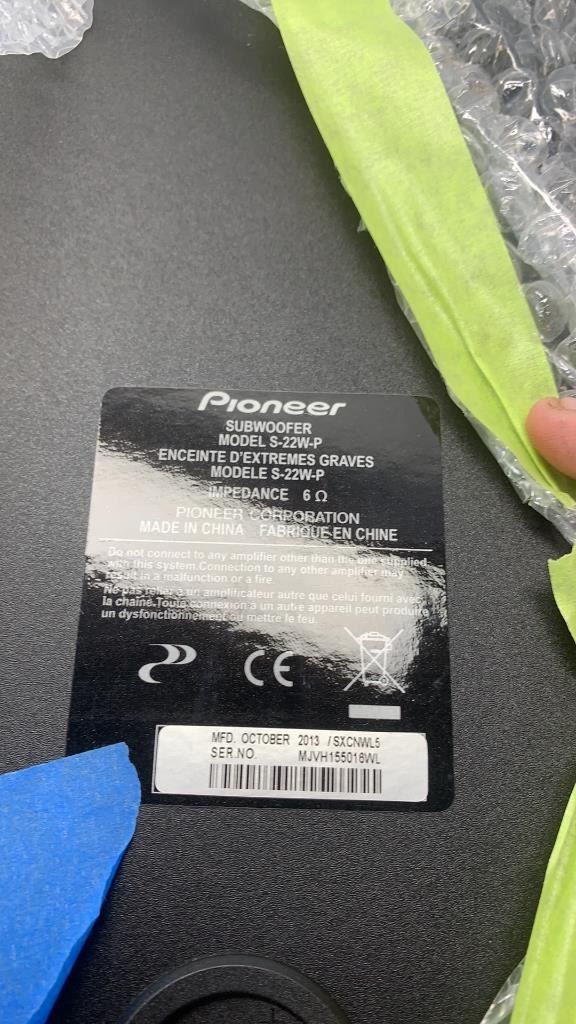 Pioneer
SUBWOOFER
MODEL S-22W-P
ENCEINTE D'EXTREMES GRAVES
MODELE S-22W-P
IMPEDANCE 6 Ω
PIONEER CORPORATION
MADE IN CHINA FABRIQUE EN CHINE
Do not connect to any amplifier other than the one supplied
with this system.Connection to any other amplifier may
result in a malfunction or a fire.
Ne pas relier à un amplificateur autre que celui fourni avec
la chaîne.Toute connexion à un autre appareil peut produire
un dysfonctionnement ou mettre le feu.
CE
MFD. OCTOBER 2013 /SXCNWL5
SER.NO. MJVH155016WL